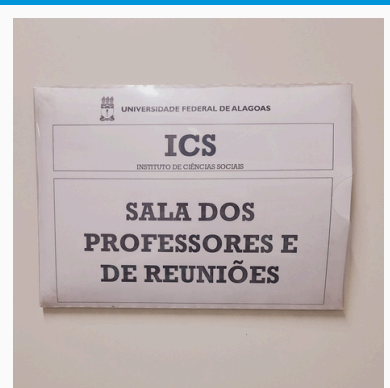 UNIVERSIDADE FEDERAL DE ALAGOAS
ICS
INSTITUTO DE CIÊNCIAS SOCIAIS
SALA DOS
PROFESSORES E
DE REUNIÕES